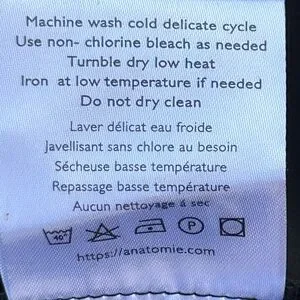 Machine wash cold delicate cycle
Use non- chlorine bleach as needed
Turnble dry low heat
Iron at low temperature if needed
Do not dry clean
Laver délicat eau froide
Javellisant sans chlore au besoin
Sécheuse basse température
Repassage basse température
Aucun nettoyage á sec
40° P
https://anatomie.com